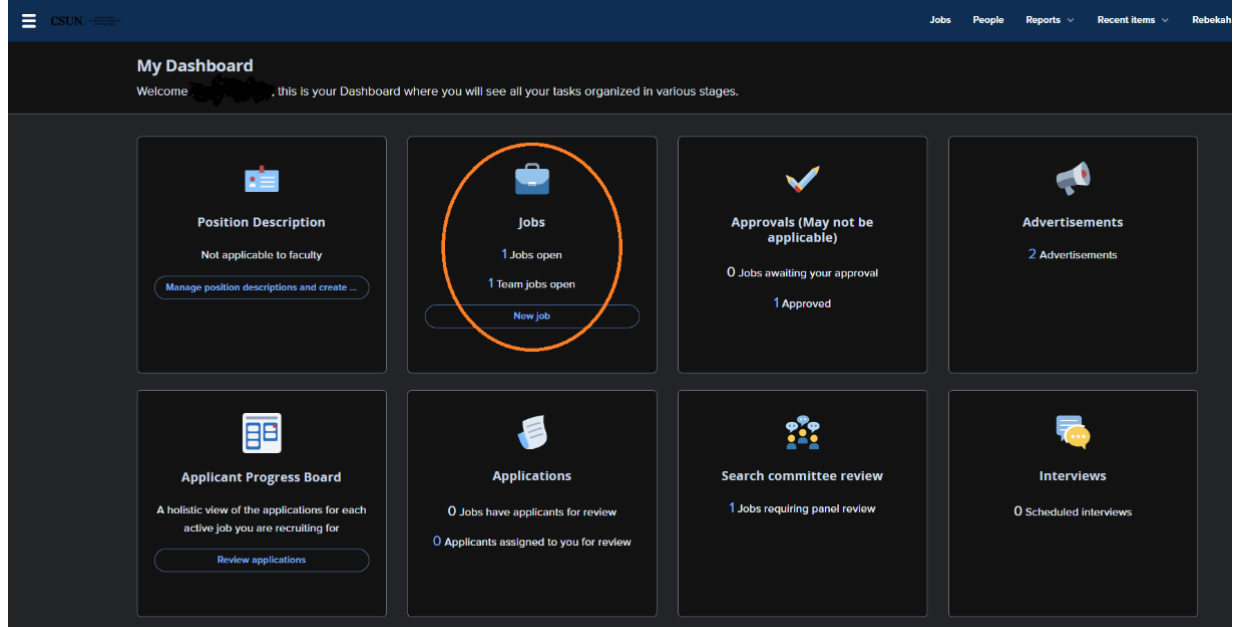 CSUN
Jobs People Reports Recent items Rebekah
My Dashboard
Welcome , this is your Dashboard where you will see all your tasks organized in various stages.
Position Description
Not applicable to faculty
Manage position descriptions and create ...
Jobs
1 Jobs open
1 Team jobs open
New job
Approvals (May not be
applicable)
0 Jobs awaiting your approval
1 Approved
Advertisements
2 Advertisements
Applicant Progress Board
A holistic view of the applications for each
active job you are recruiting for
Review applications
Applications
0 Jobs have applicants for review
0 Applicants assigned to you for review
Search committee review
1 Jobs requiring panel review
Interviews
0 Scheduled interviews